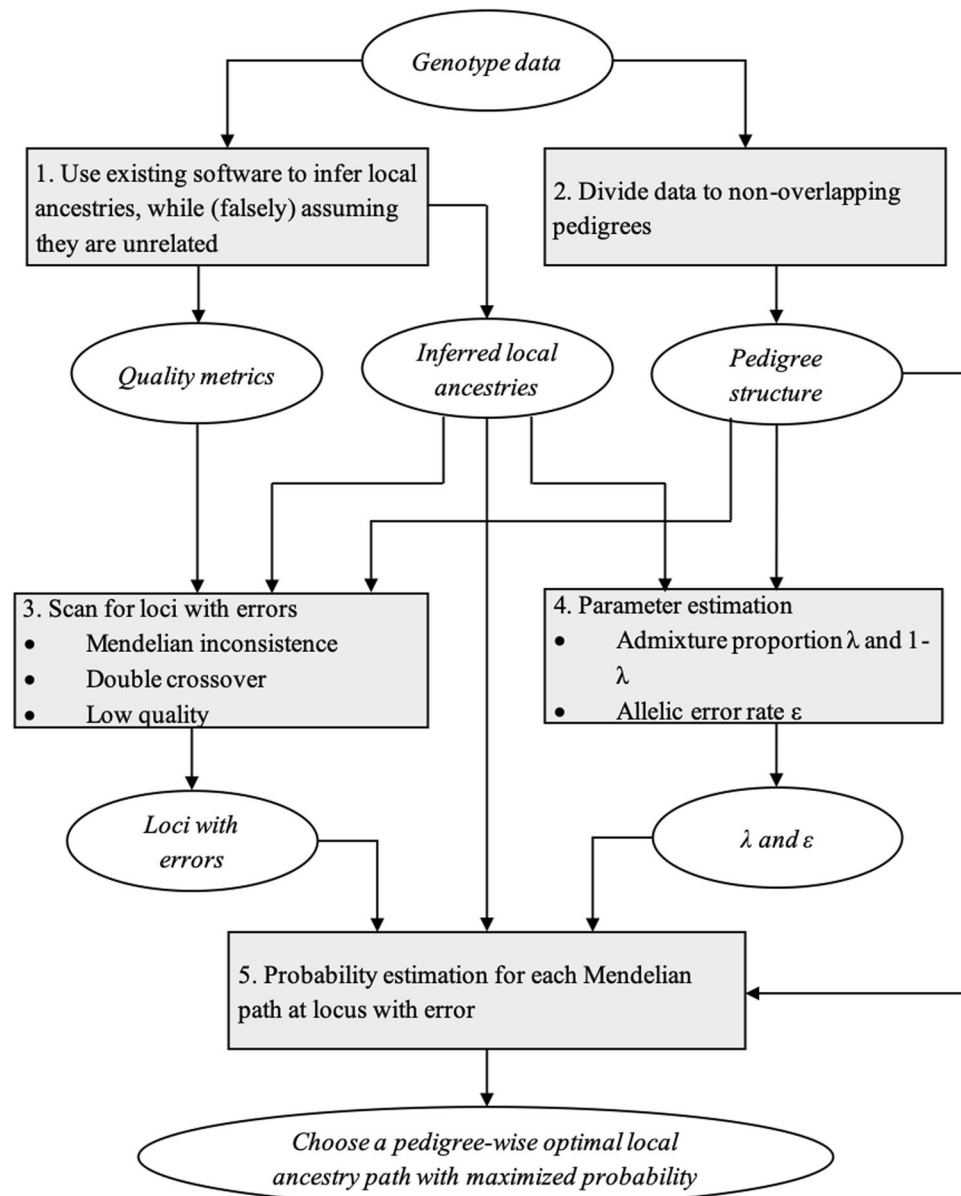 Genotype data
1. Use existing software to infer local
ancestries, while (falsely) assuming
they are unrelated
2. Divide data to non-overlapping
pedigrees
Quality metrics
Inferred local
ancestries
Pedigree
structure
3. Scan for loci with errors
• Mendelian inconsistence
• Double crossover
• Low quality
4. Parameter estimation
• Admixture proportion λ and 1-
λ
• Allelic error rate ε
Loci with
errors
λ and ε
5. Probability estimation for each Mendelian
path at locus with error
Choose a pedigree-wise optimal local
ancestry path with maximized probability